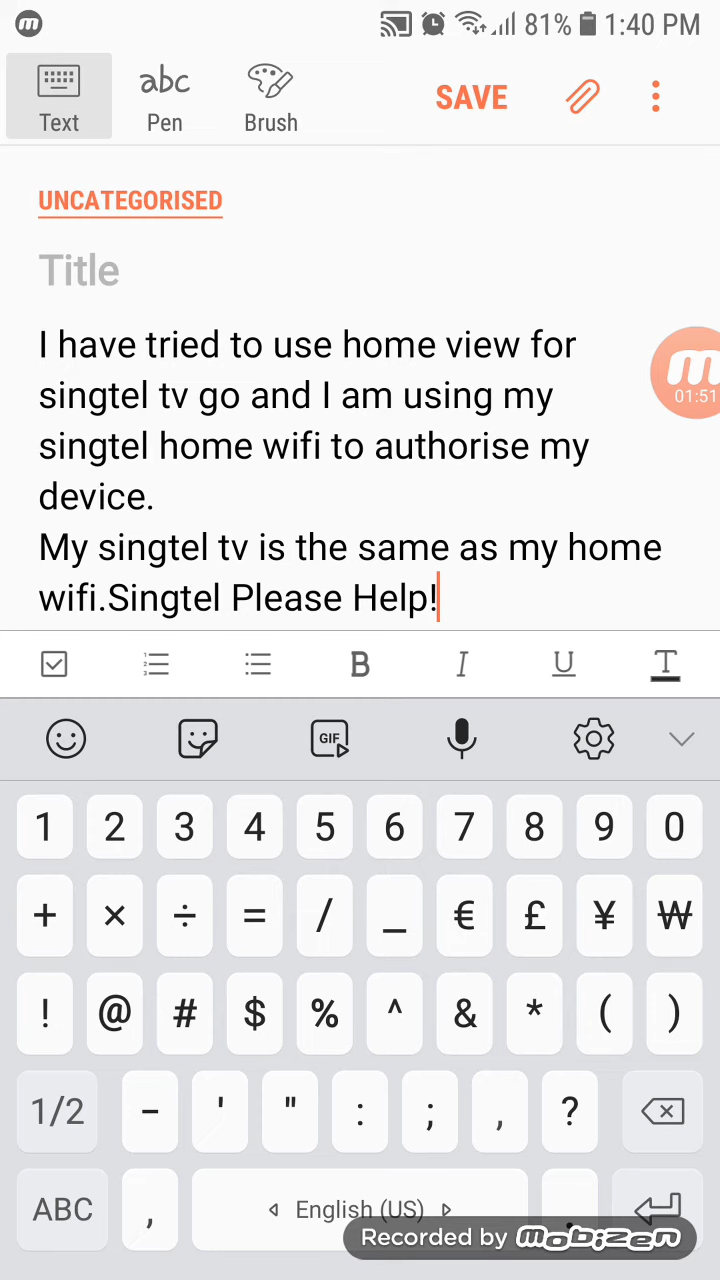 81% 1:40 PM
Text
abc
Pen
Brush
SAVE
UNCATEGORISED
Title
I have tried to use home view for
singtel tv go and I am using my
singtel home wifi to authorise my
device.
My singtel tv is the same as my home
wifi.Singtel Please Help!
m
01:51
B I U T
GIF
1 2 3 4 5 6 7 8 9 0
+ × ÷ = / _ € £ ¥ ₩
! @ # $ % ^ & * ( )
1/2 - ' " : ; , ?
ABC , English (US) .
Recorded by mobizen